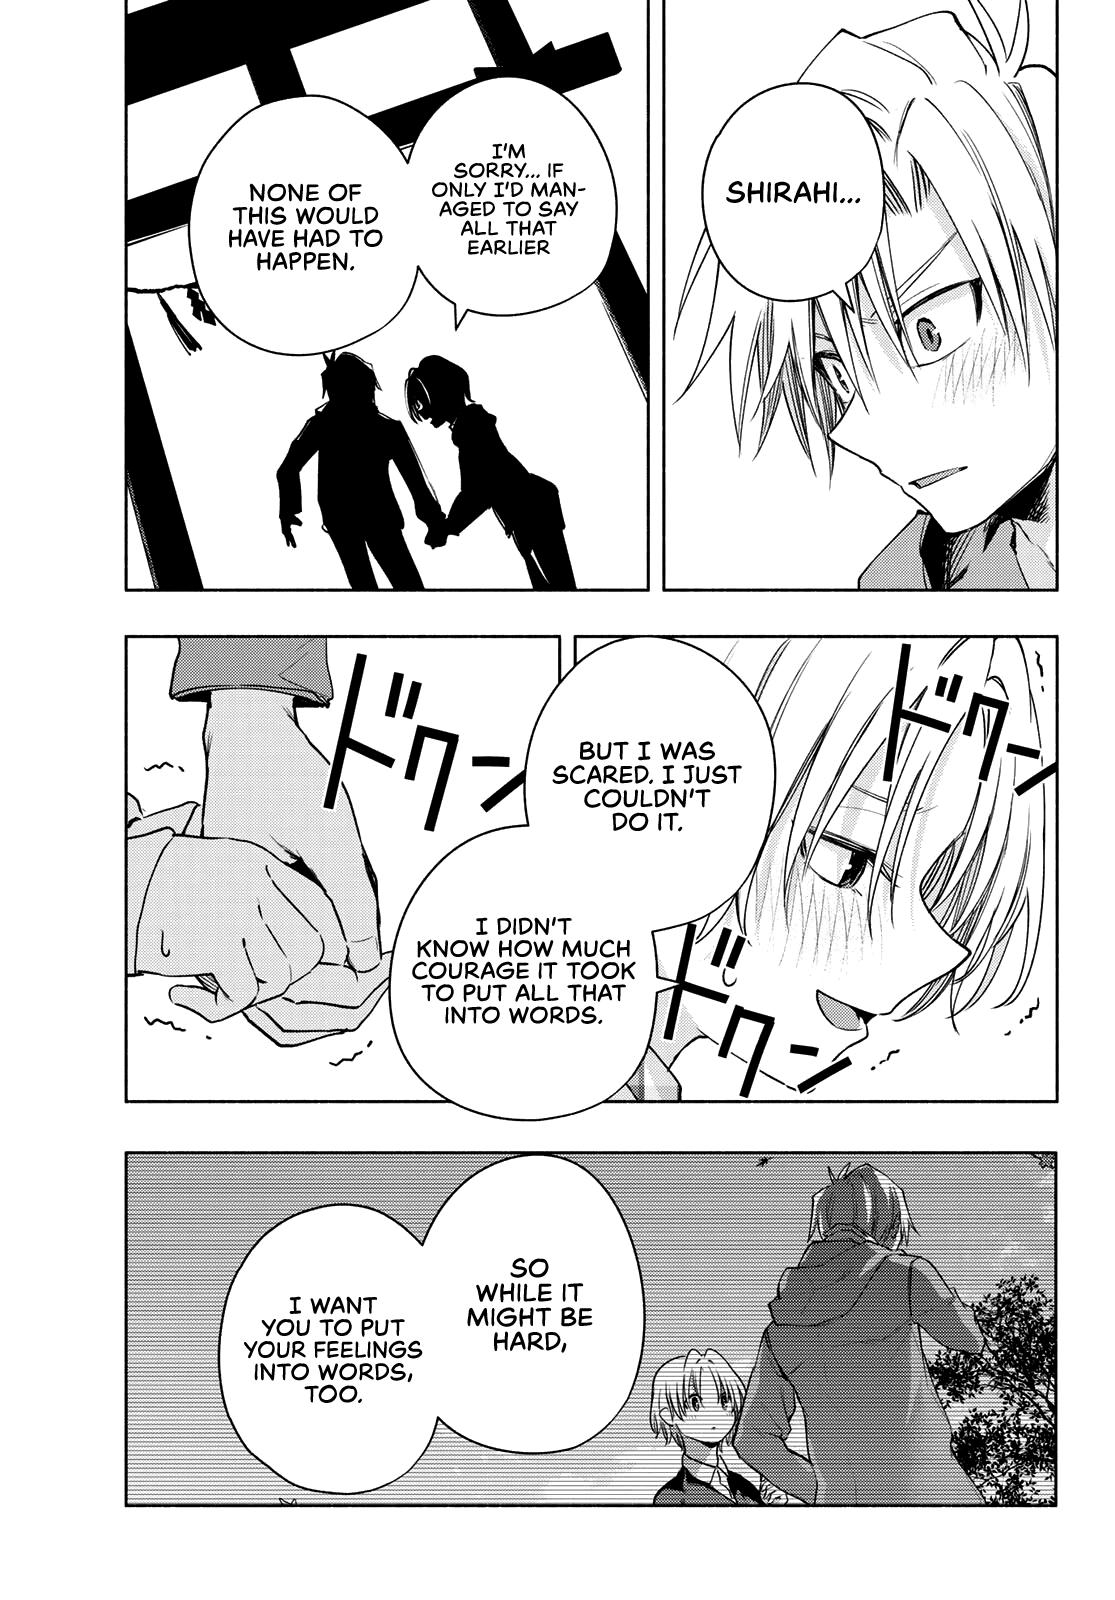 SHIRAHI...
I'M
SORRY... IF
ONLY I'D MAN-
AGED TO SAY
ALL THAT
EARLIER
NONE OF
THIS WOULD
HAVE HAD TO
HAPPEN.
ドクン
BUT I WAS
SCARED. I JUST
COULDN'T
DO IT.
I DIDN'T
KNOW HOW MUCH
COURAGE IT TOOK
TO PUT ALL THAT
INTO WORDS.
ドクン
ドクン
SO
WHILE IT
MIGHT BE
HARD,
I WANT
YOU TO PUT
YOUR FEELINGS
INTO WORDS,
TOO.